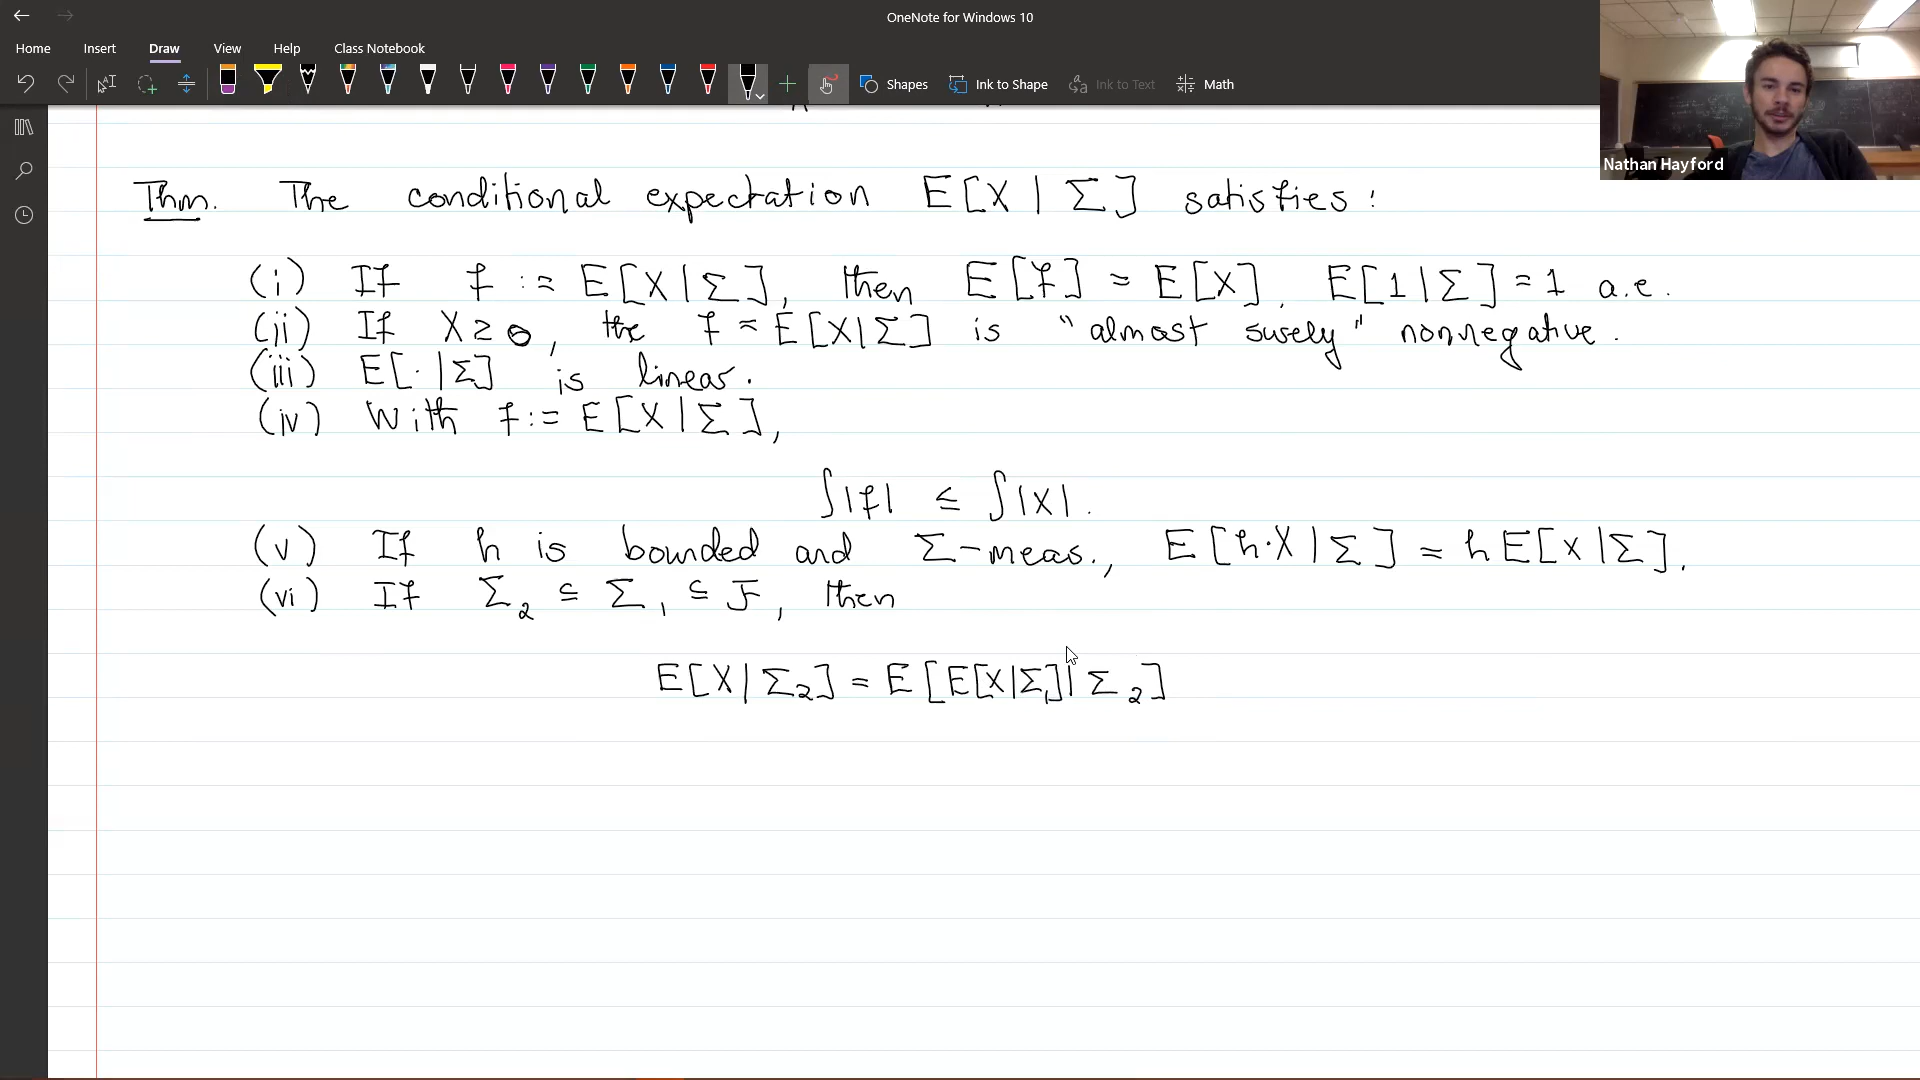 OneNote for Windows 10
Home Insert Draw View Help Class Notebook
Shapes Ink to Shape Ink to Text Math
Nathan Hayford
Thm. The conditional expectation E[X | Σ] satisfies:
(i) If f := E[X|Σ], then E[f] = E[X]. E[1|Σ] = 1 a.e.
(ii) If X ≥ 0, the f = E[X|Σ] is "almost surely" nonnegative.
(iii) E[·|Σ] is linear.
(iv) With f := E[X|Σ],
∫|f| ≤ ∫|X|.
(v) If h is bounded and Σ-meas., E[h·X|Σ] = hE[X|Σ].
(vi) If Σ₂ ⊆ Σ₁ ⊆ F, then
E[X|Σ₂] = E[E[X|Σ₁]|Σ₂]